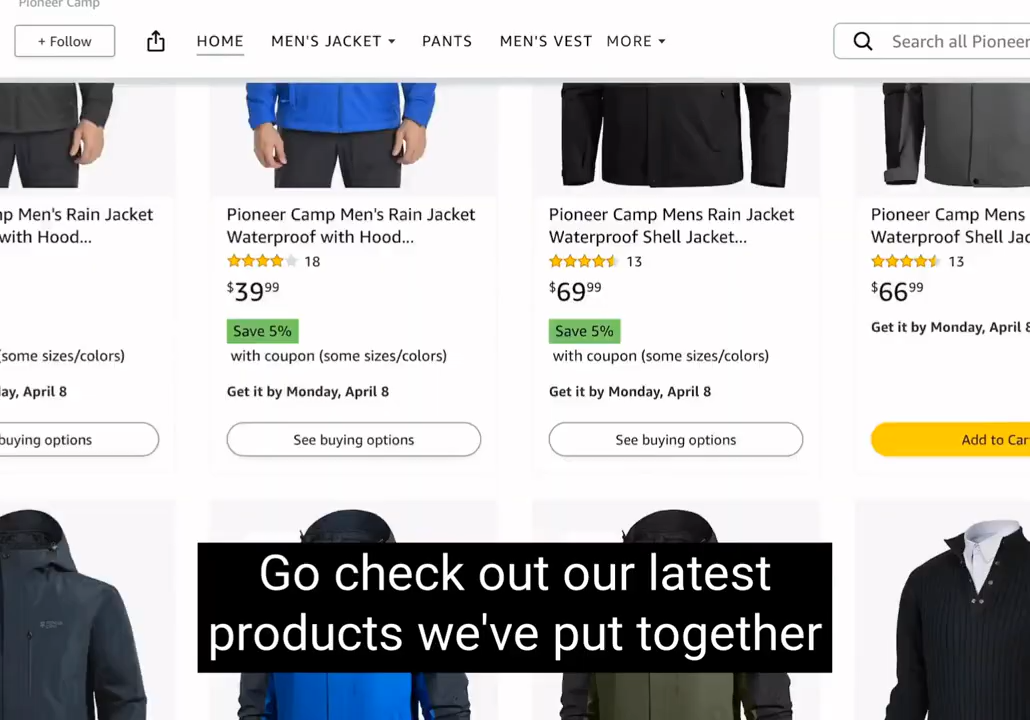 Pioneer Camp
+ Follow
HOME
MEN'S JACKET
PANTS
MEN'S VEST
MORE
Search all Pioneer
p Men's Rain Jacket
with Hood...
(some sizes/colors)
ay, April 8
buying options
Pioneer Camp Men's Rain Jacket
Waterproof with Hood...
18
$39.99
Save 5%
with coupon (some sizes/colors)
Get it by Monday, April 8
See buying options
Pioneer Camp Mens Rain Jacket
Waterproof Shell Jacket...
13
$69.99
Save 5%
with coupon (some sizes/colors)
Get it by Monday, April 8
See buying options
Pioneer Camp Mens
Waterproof Shell Jac
13
$66.99
Get it by Monday, April 8
Add to Car
Go check out our latest
products we've put together